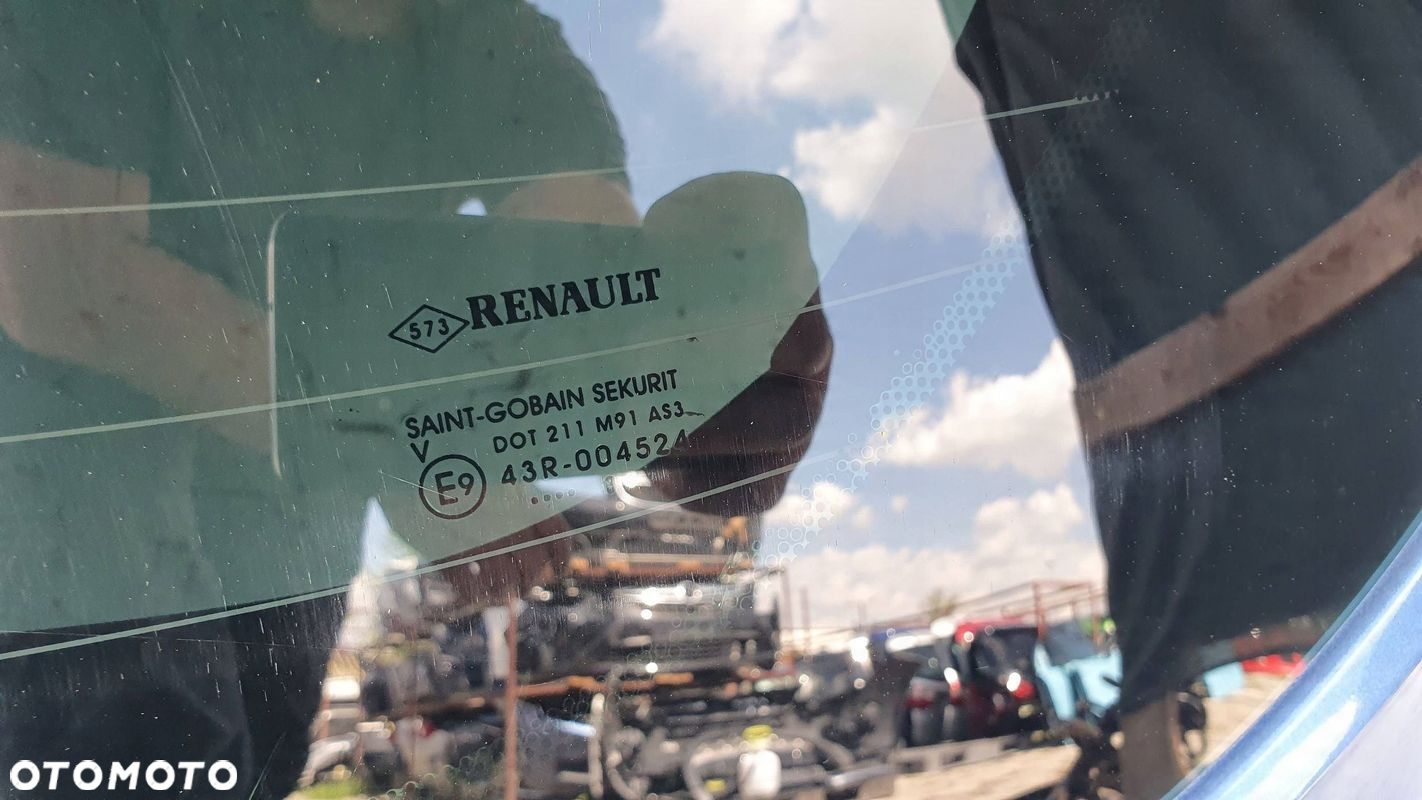 573 RENAULT
SAINT-GOBAIN SEKURIT
V DOT 211 M91 AS3
E9 43R-004524
OTOMOTO